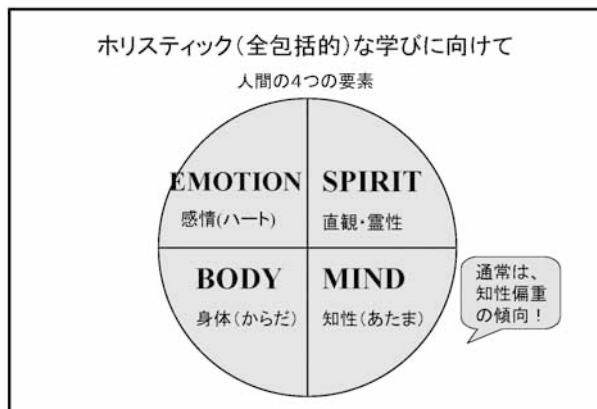 ホリスティック(全包括的)な学びに向けて
人間の4つの要素
EMOTION
感情(ハート)
SPIRIT
直観・霊性
BODY
身体(からだ)
MIND
知性(あたま)
通常は、
知性偏重
の傾向!